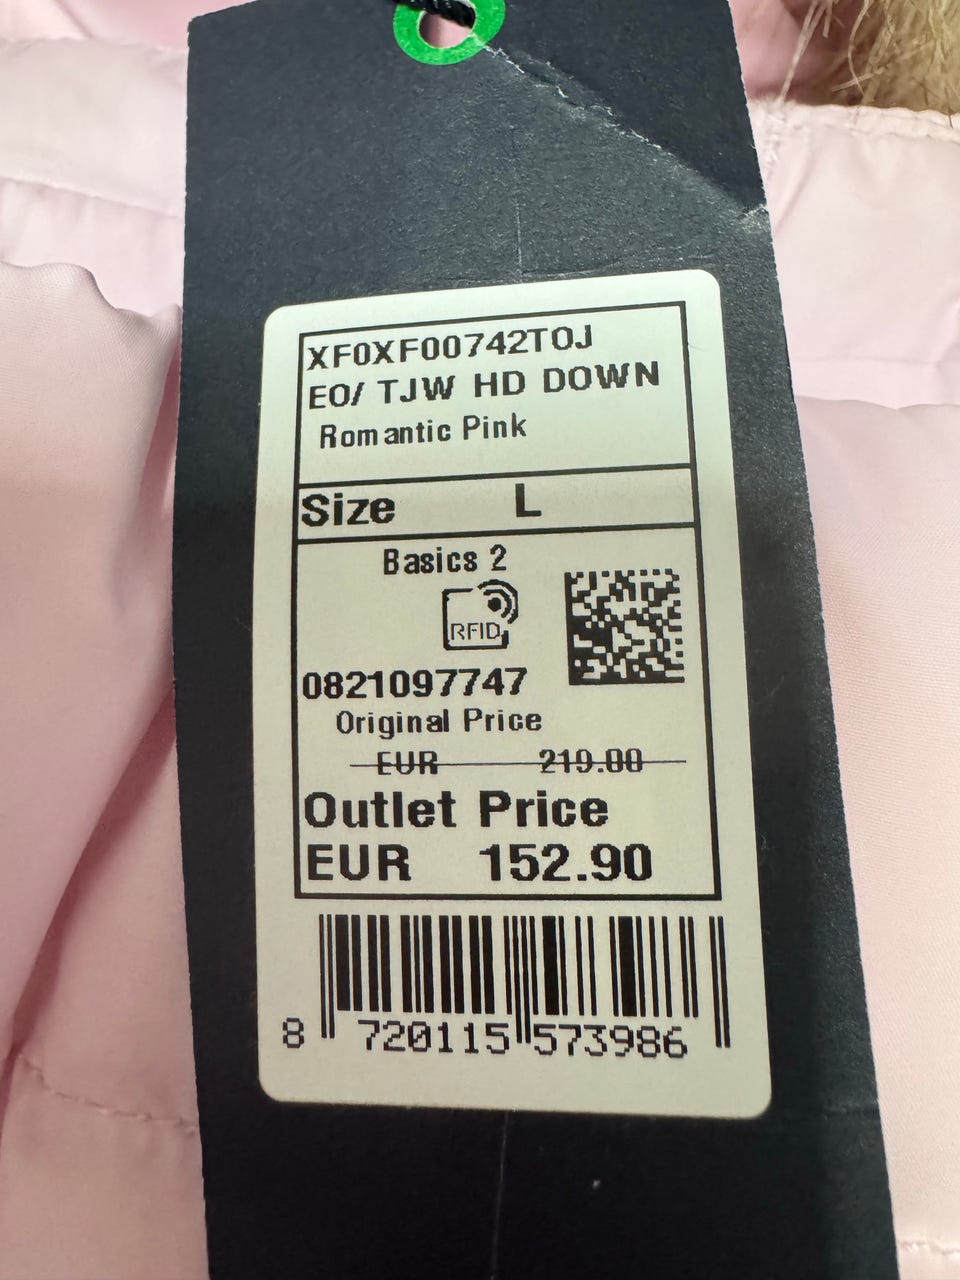 XF0XF00742T0J
EO/ TJW HD DOWN
Romantic Pink
Size L
Basics 2
RFID
0821097747
Original Price
EUR 219.00
Outlet Price
EUR 152.90
8 720115 573986